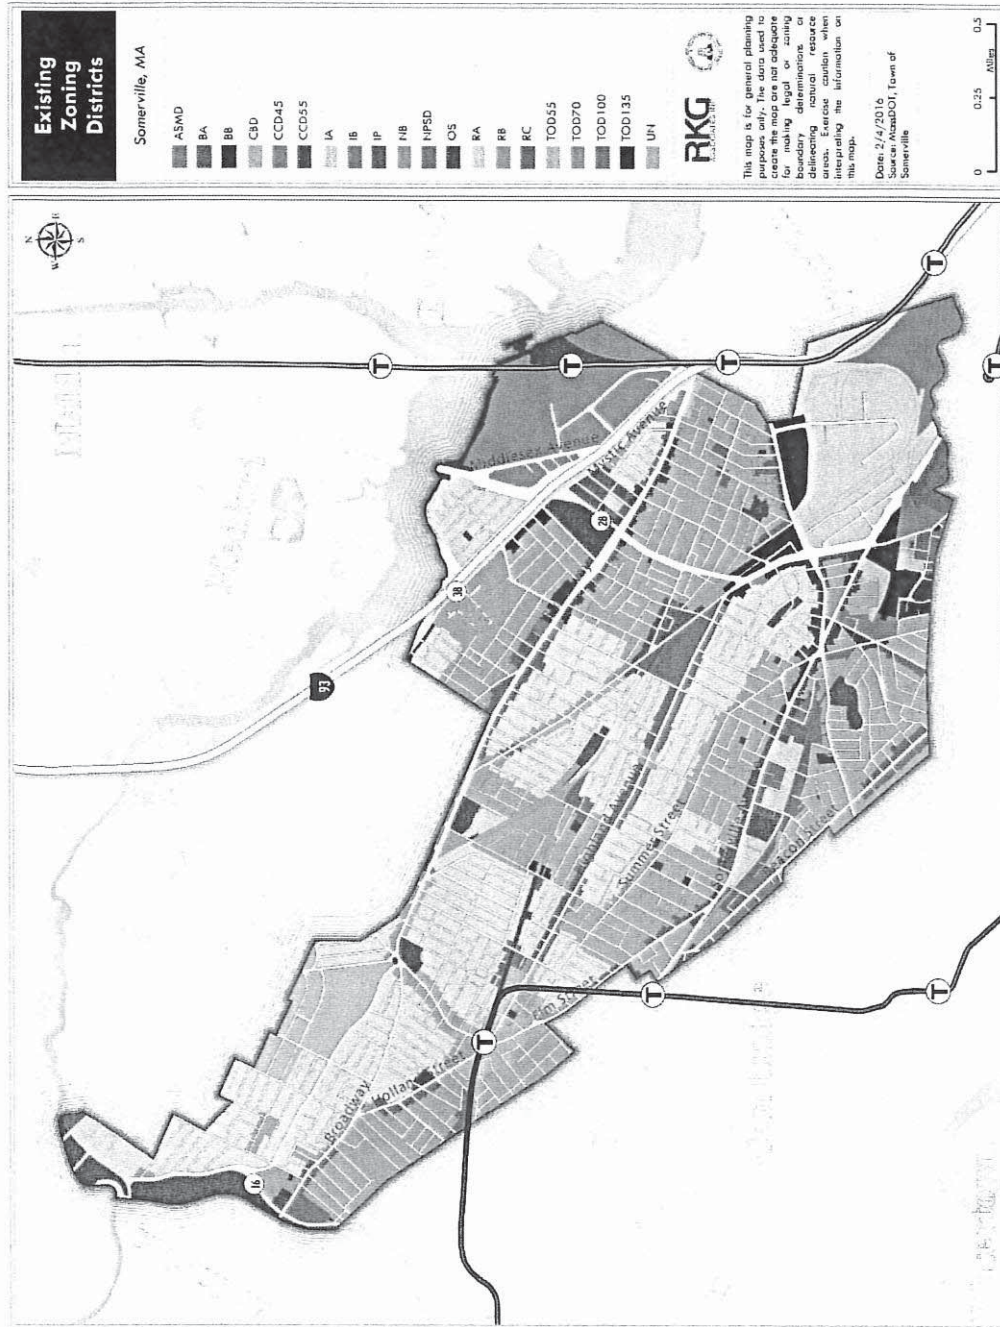 Existing
Zoning
Districts
Somerville, MA
ASMD
BA
BB
CBD
CCD45
CCD55
IA
IB
IP
NB
NPSD
OS
RA
RB
RC
TOD55
TOD70
TOD100
TOD135
UN
RKG
ASSOCIATES INC
This map is for general planning
purposes only. The data used to
create the map are not adequate
for making legal or zoning
boundary determinations or
delineating natural resource
areas. Exercise caution when
interpreting the information on
this map.
Date: 2/4/2016
Source: MassDOT, Town of
Somerville
0 0.25 0.5
Miles
N
W E
S
93
38
28
16
T
T
T
T
T
T
T
T
T
Middlesex Avenue
Mystic Avenue
Broadway
Holland Street
Elm Street
Highland Avenue
Summer Street
Somerville Avenue
Beacon Street